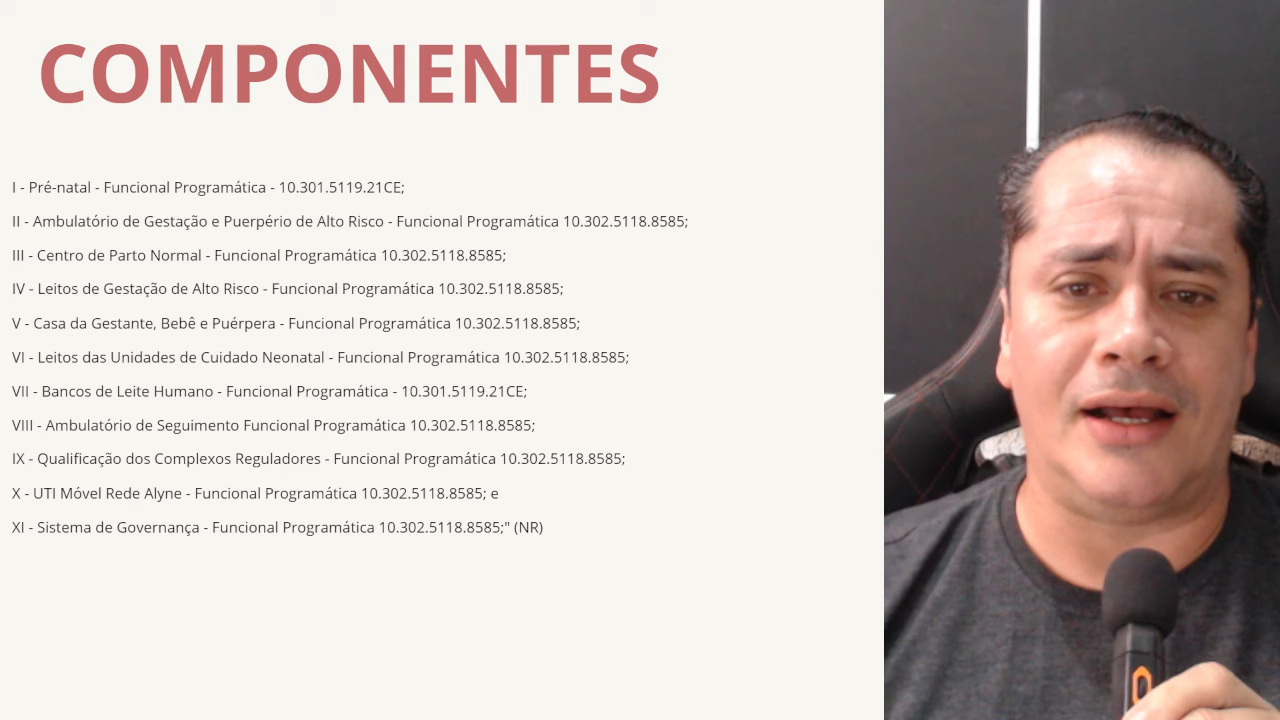 COMPONENTES
I - Pré-natal - Funcional Programática - 10.301.5119.21CE;
II - Ambulatório de Gestação e Puerpério de Alto Risco - Funcional Programática 10.302.5118.8585;
III - Centro de Parto Normal - Funcional Programática 10.302.5118.8585;
IV - Leitos de Gestação de Alto Risco - Funcional Programática 10.302.5118.8585;
V - Casa da Gestante, Bebê e Puérpera - Funcional Programática 10.302.5118.8585;
VI - Leitos das Unidades de Cuidado Neonatal - Funcional Programática 10.302.5118.8585;
VII - Bancos de Leite Humano - Funcional Programática - 10.301.5119.21CE;
VIII - Ambulatório de Seguimento Funcional Programática 10.302.5118.8585;
IX - Qualificação dos Complexos Reguladores - Funcional Programática 10.302.5118.8585;
X - UTI Móvel Rede Alyne - Funcional Programática 10.302.5118.8585; e
XI - Sistema de Governança - Funcional Programática 10.302.5118.8585;" (NR)